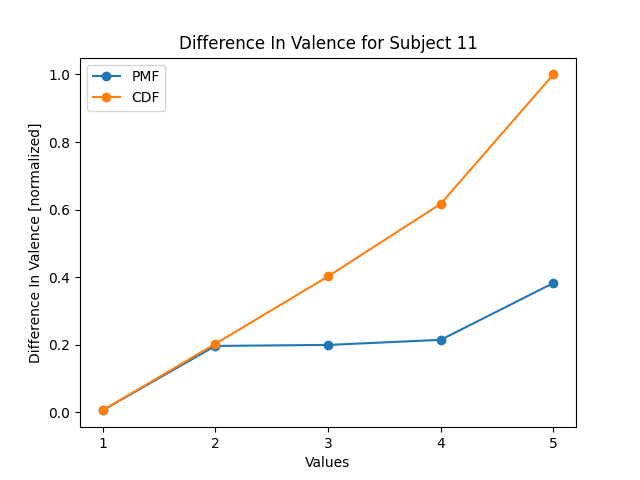 Difference In Valence for Subject 11
PMF
CDF
1.0
0.8
0.6
0.4
0.2
0.0
Difference In Valence [normalized]
1 2 3 4 5
Values